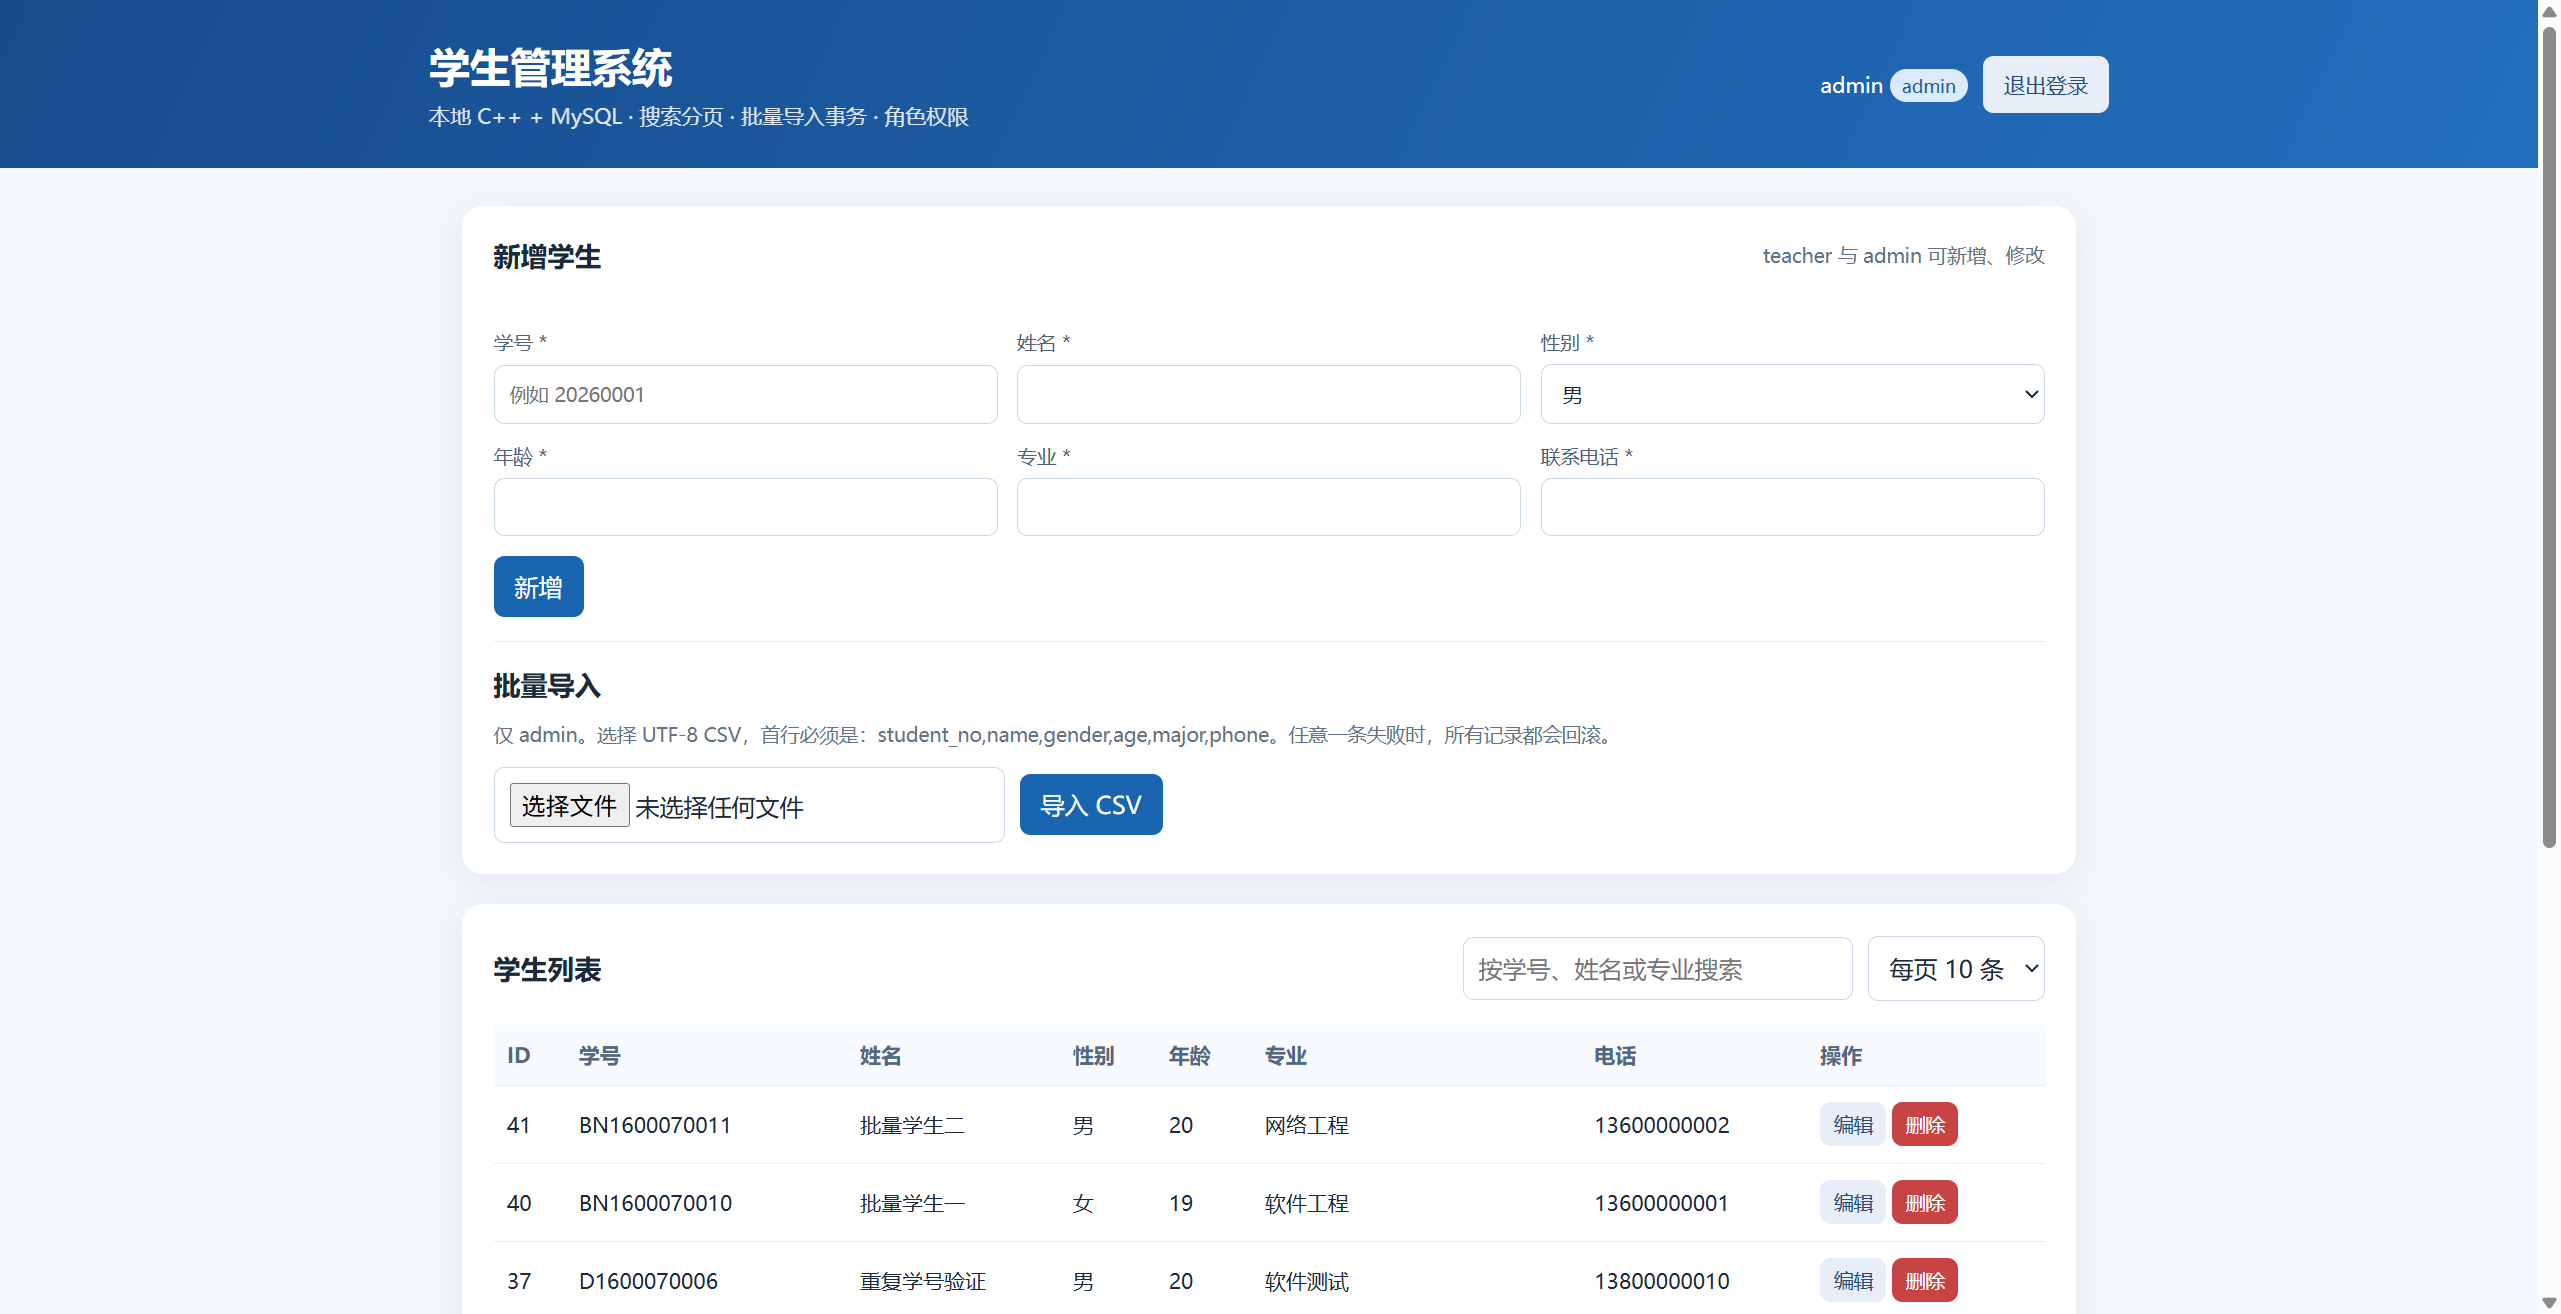 学生管理系统
本地 C++ + MySQL · 搜索分页 · 批量导入事务 · 角色权限
admin admin 退出登录
新增学生
teacher 与 admin 可新增、修改
学号 * 姓名 * 性别 *
例如 20260001 男
年龄 * 专业 * 联系电话 *
新增
批量导入
仅 admin。选择 UTF-8 CSV，首行必须是：student_no,name,gender,age,major,phone。任意一条失败时，所有记录都会回滚。
选择文件 未选择任何文件 导入 CSV
学生列表 按学号、姓名或专业搜索 每页 10 条
ID 学号 姓名 性别 年龄 专业 电话 操作
41 BN1600070011 批量学生二 男 20 网络工程 13600000002 编辑 删除
40 BN1600070010 批量学生一 女 19 软件工程 13600000001 编辑 删除
37 D1600070006 重复学号验证 男 20 软件测试 13800000010 编辑 删除